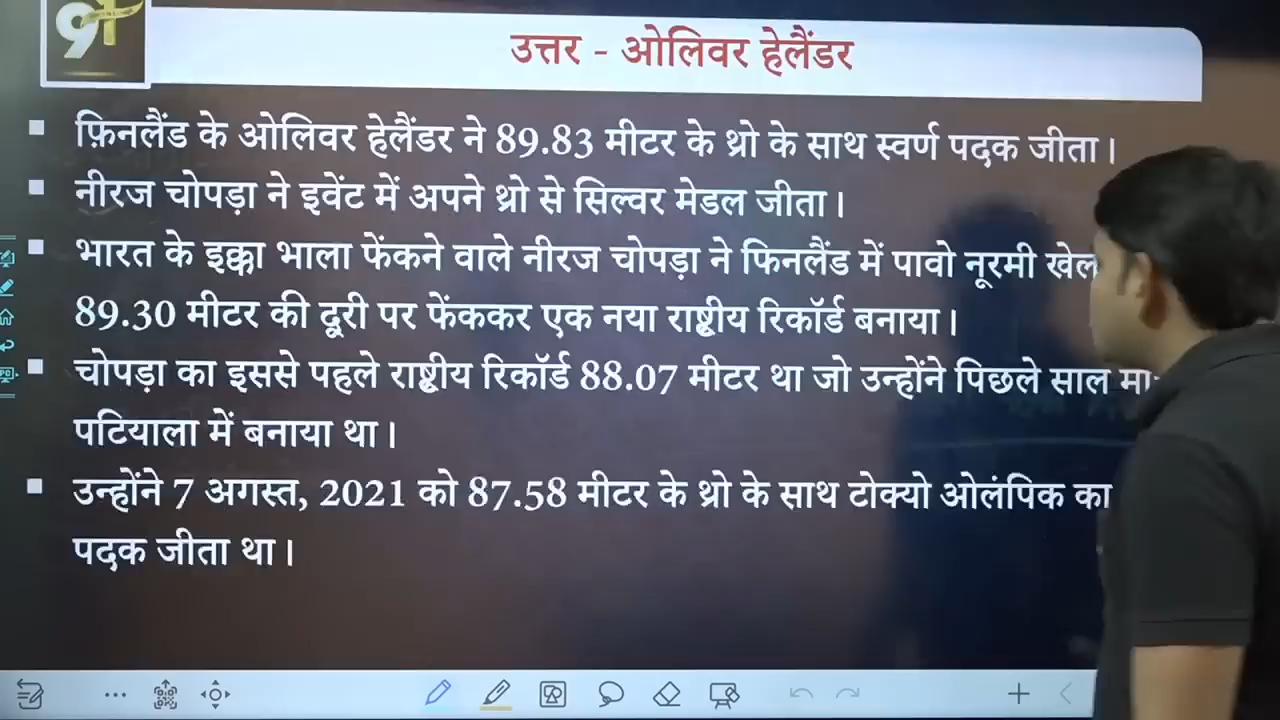 उत्तर - ओलिवर हेलैंडर
फ़िनलैंड के ओलिवर हेलैंडर ने 89.83 मीटर के थ्रो के साथ स्वर्ण पदक जीता।
नीरज चोपड़ा ने इवेंट में अपने थ्रो से सिल्वर मेडल जीता।
भारत के इक्का भाला फेंकने वाले नीरज चोपड़ा ने फिनलैंड में पावो नूरमी खेल
89.30 मीटर की दूरी पर फेंककर एक नया राष्ट्रीय रिकॉर्ड बनाया।
चोपड़ा का इससे पहले राष्ट्रीय रिकॉर्ड 88.07 मीटर था जो उन्होंने पिछले साल
पटियाला में बनाया था।
उन्होंने 7 अगस्त, 2021 को 87.58 मीटर के थ्रो के साथ टोक्यो ओलंपिक का
पदक जीता था।